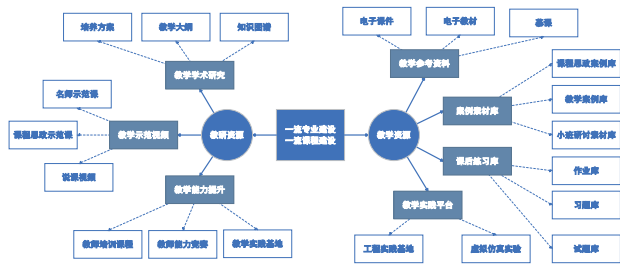 电子课件
电子教材
慕课
培养方案
教学大纲
知识图谱
教学学术研究
教学参考资料
课程思政案例库
名师示范课
教学案例库
案例素材库
课程思政示范课
教学示范视频
教研资源
一流专业建设
一流课程建设
教学资源
小班研讨素材库
说课视频
课后练习库
作业库
教学能力提升
教学实践平台
习题库
教师培训课程
教师能力竞赛
教学实践基地
工程实践基地
虚拟仿真实验
试题库